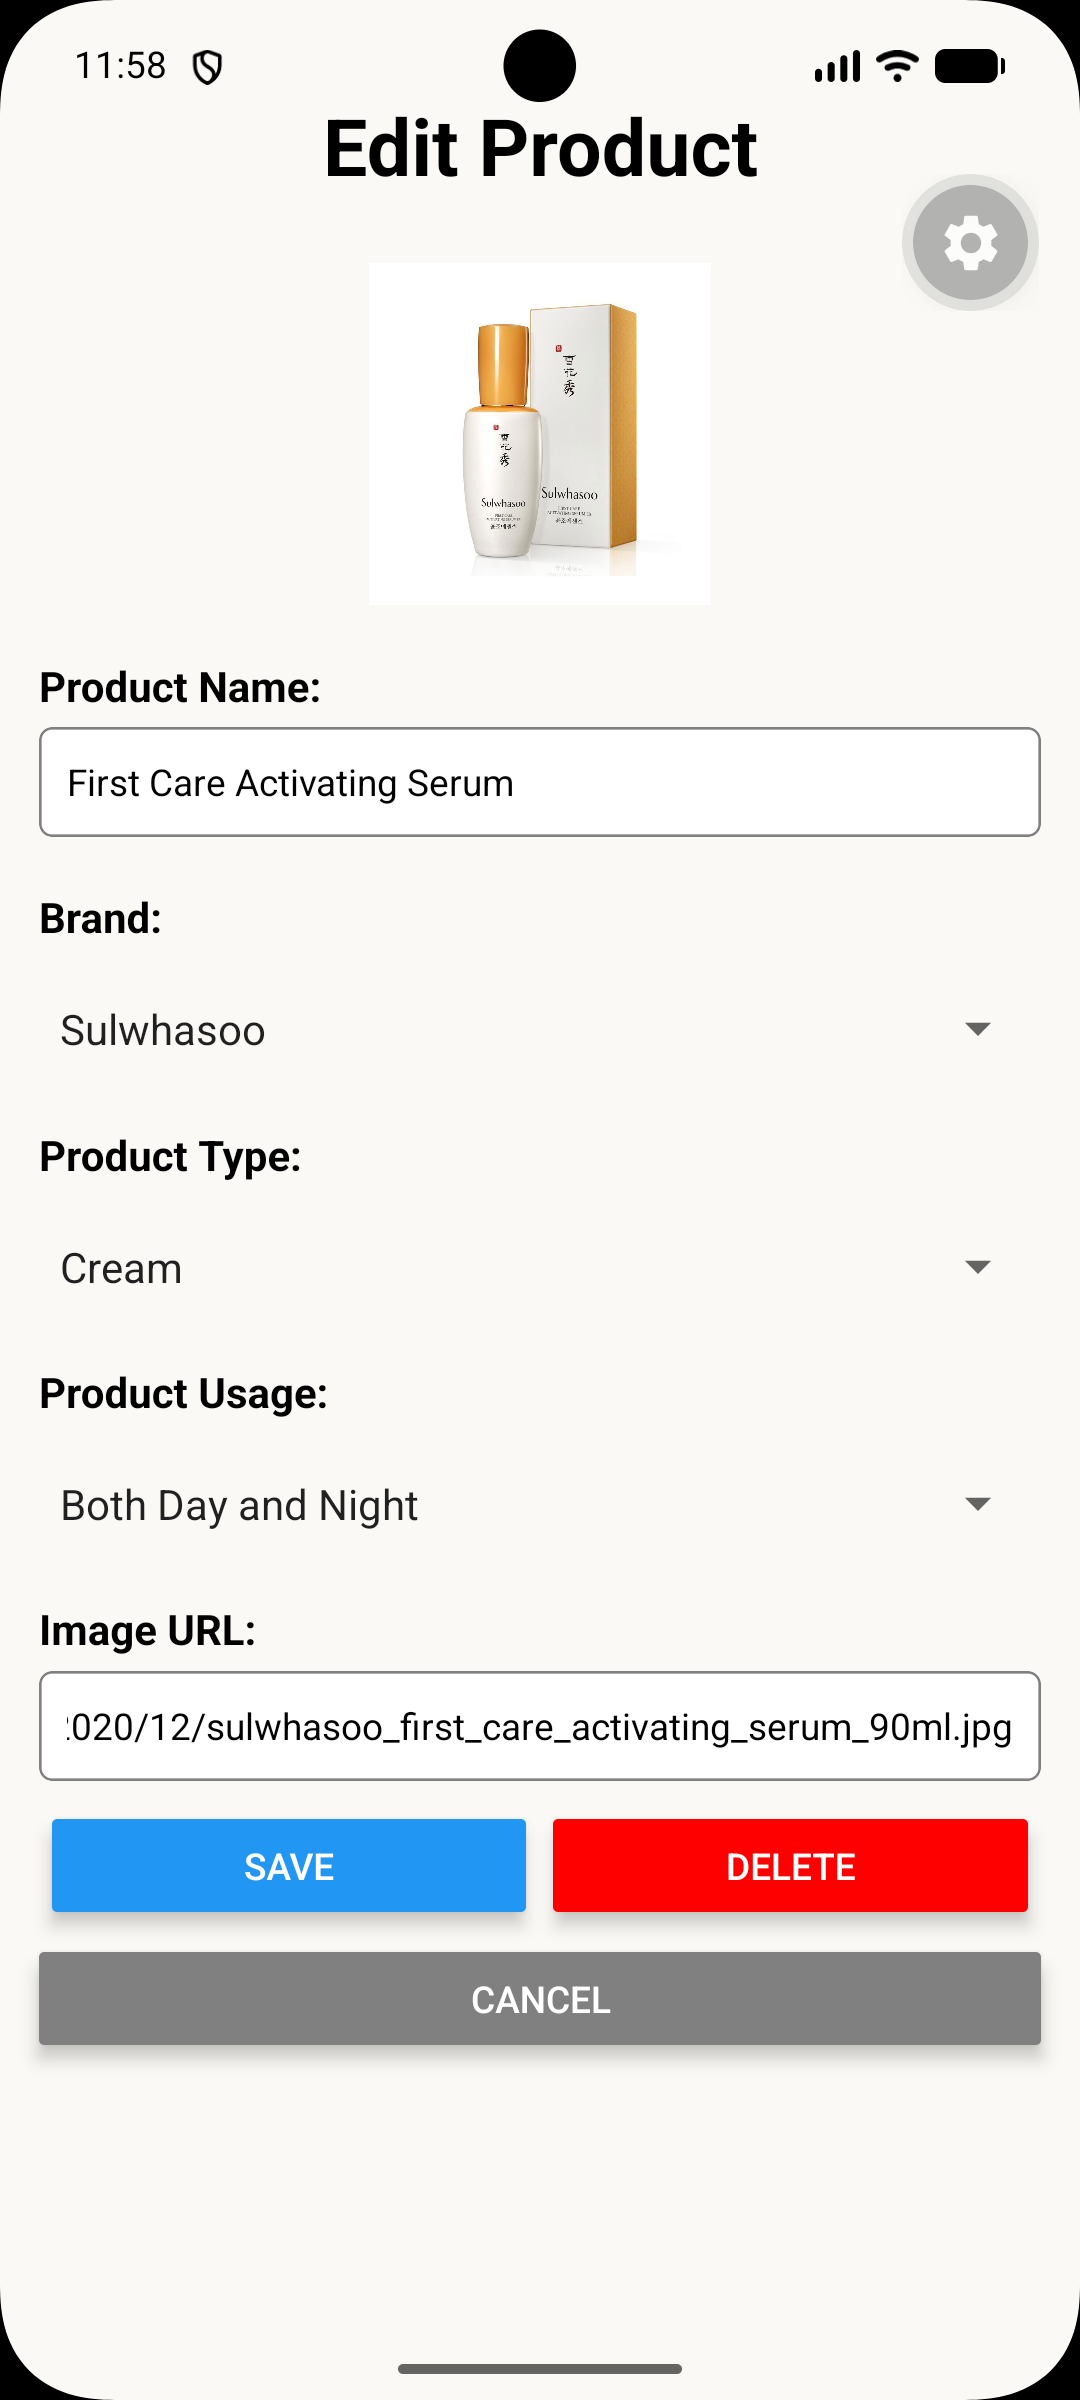 11:58
Edit Product
Sulwhasoo
Sulwhasoo
Product Name:
First Care Activating Serum
Brand:
Sulwhasoo
Product Type:
Cream
Product Usage:
Both Day and Night
Image URL:
020/12/sulwhasoo_first_care_activating_serum_90ml.jpg
SAVE
DELETE
CANCEL